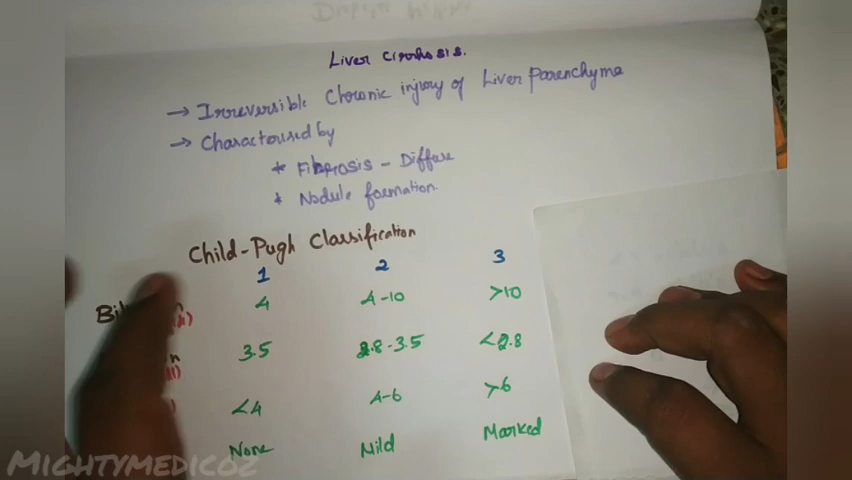 Liver Cirrhosis.
→ Irreversible Chronic injury of Liver parenchyma
→ Characterised by
* Fibrosis - Diffuse
* Nodule formation
Child-Pugh Classification
1 2 3
4 4-10 >10
3.5 2.8-3.5 <2.8
<4 4-6 >6
None Mild Marked
MIGHTYMEDICOZ